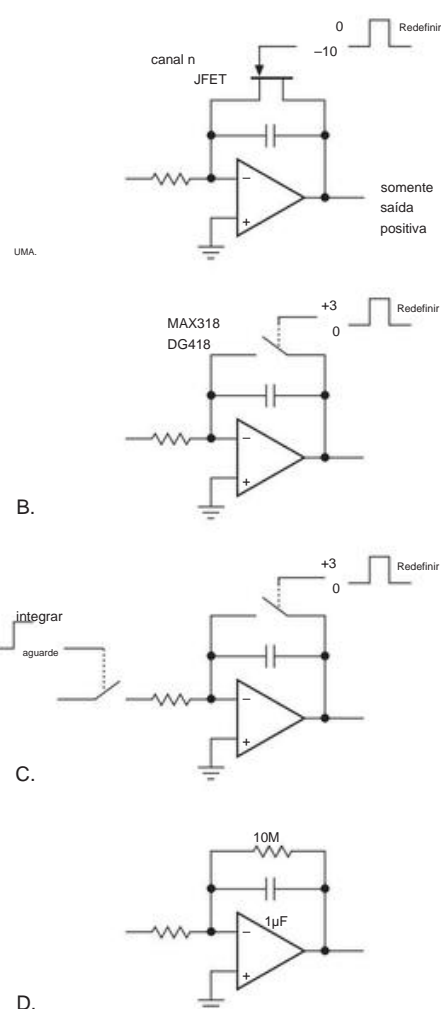 0
Redefinir
–10
canal n
JFET
–
+
somente
saída
positiva
UMA.
+3
Redefinir
0
MAX318
DG418
–
+
B.
+3
Redefinir
0
integrar
aguarde
–
+
C.
10M
1µF
–
+
D.